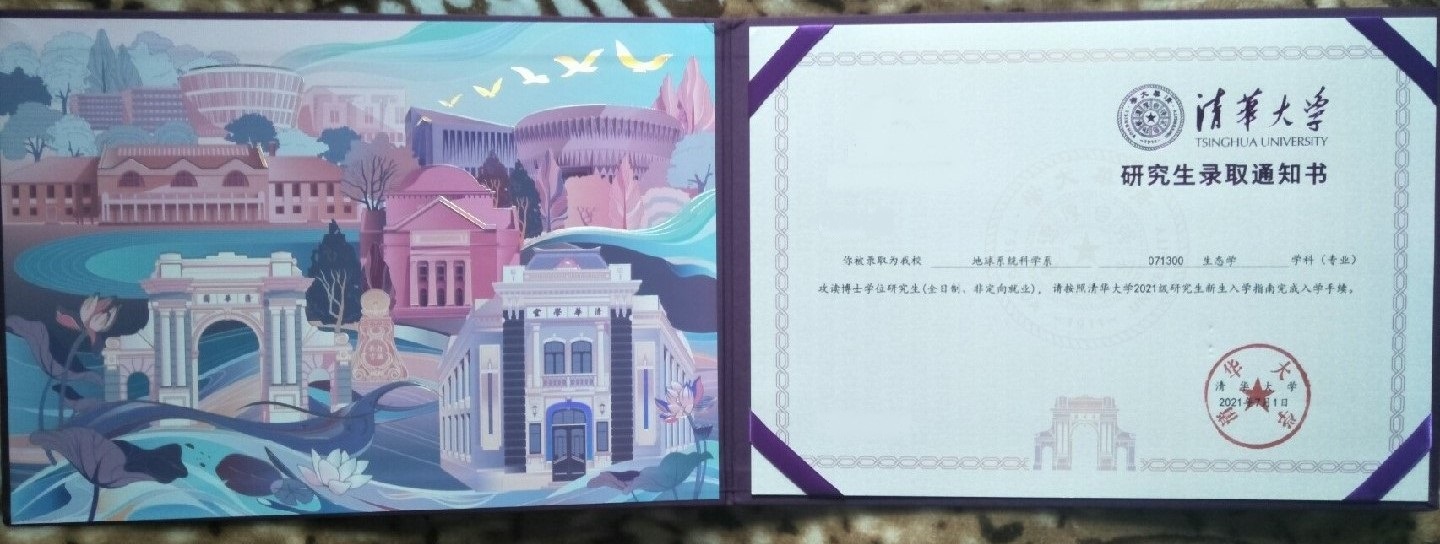 清華園
清華學堂
清華大学
TSINGHUA UNIVERSITY
研究生录取通知书
你被录取为我校 地球系统科学系 071300 生态学 学科（专业）
攻读博士学位研究生(全日制、非定向就业)。请按照清华大学2021级研究生新生入学指南完成入学手续。
清华大学
清华大学
2021年7月1日